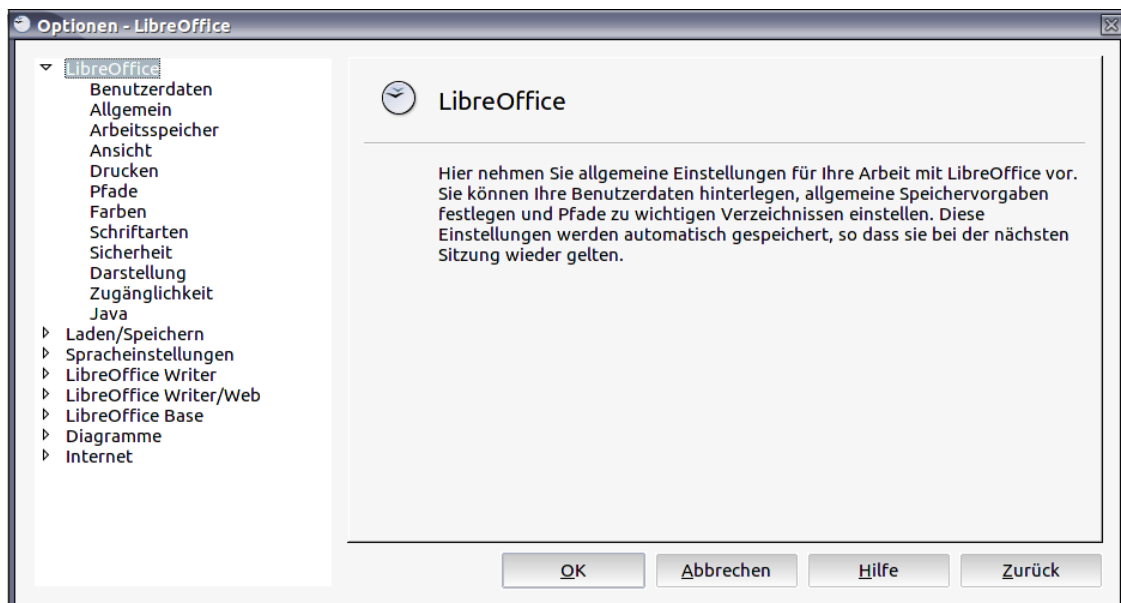 Optionen - LibreOffice
LibreOffice
Benutzerdaten
Allgemein
Arbeitsspeicher
Ansicht
Drucken
Pfade
Farben
Schriftarten
Sicherheit
Darstellung
Zugänglichkeit
Java
Laden/Speichern
Spracheinstellungen
LibreOffice Writer
LibreOffice Writer/Web
LibreOffice Base
Diagramme
Internet
LibreOffice
Hier nehmen Sie allgemeine Einstellungen für Ihre Arbeit mit LibreOffice vor.
Sie können Ihre Benutzerdaten hinterlegen, allgemeine Speichervorgaben
festlegen und Pfade zu wichtigen Verzeichnissen einstellen. Diese
Einstellungen werden automatisch gespeichert, so dass sie bei der nächsten
Sitzung wieder gelten.
OK
Abbrechen
Hilfe
Zurück